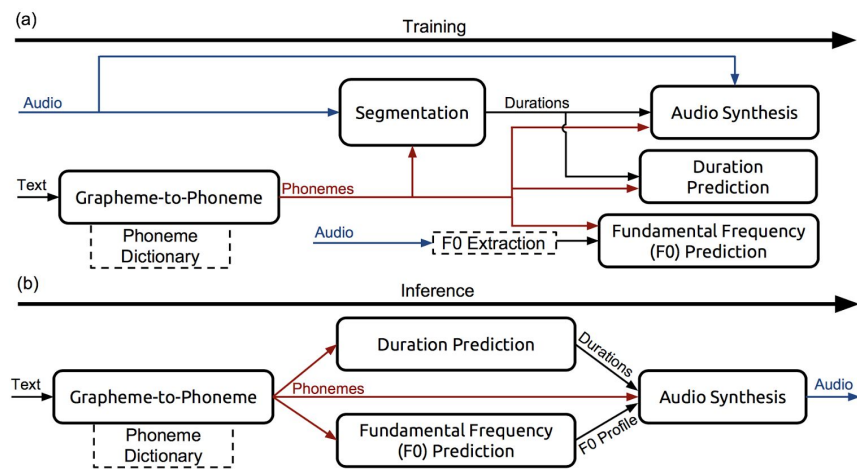 (a)
Training
Audio
Segmentation
Durations
Audio Synthesis
Text
Grapheme-to-Phoneme
Phonemes
Duration
Prediction
Phoneme
Dictionary
Audio
F0 Extraction
Fundamental Frequency
(F0) Prediction
(b)
Inference
Duration Prediction
Durations
Text
Grapheme-to-Phoneme
Phonemes
Audio Synthesis
Audio
Phoneme
Dictionary
Fundamental Frequency
(F0) Prediction
F0 Profile